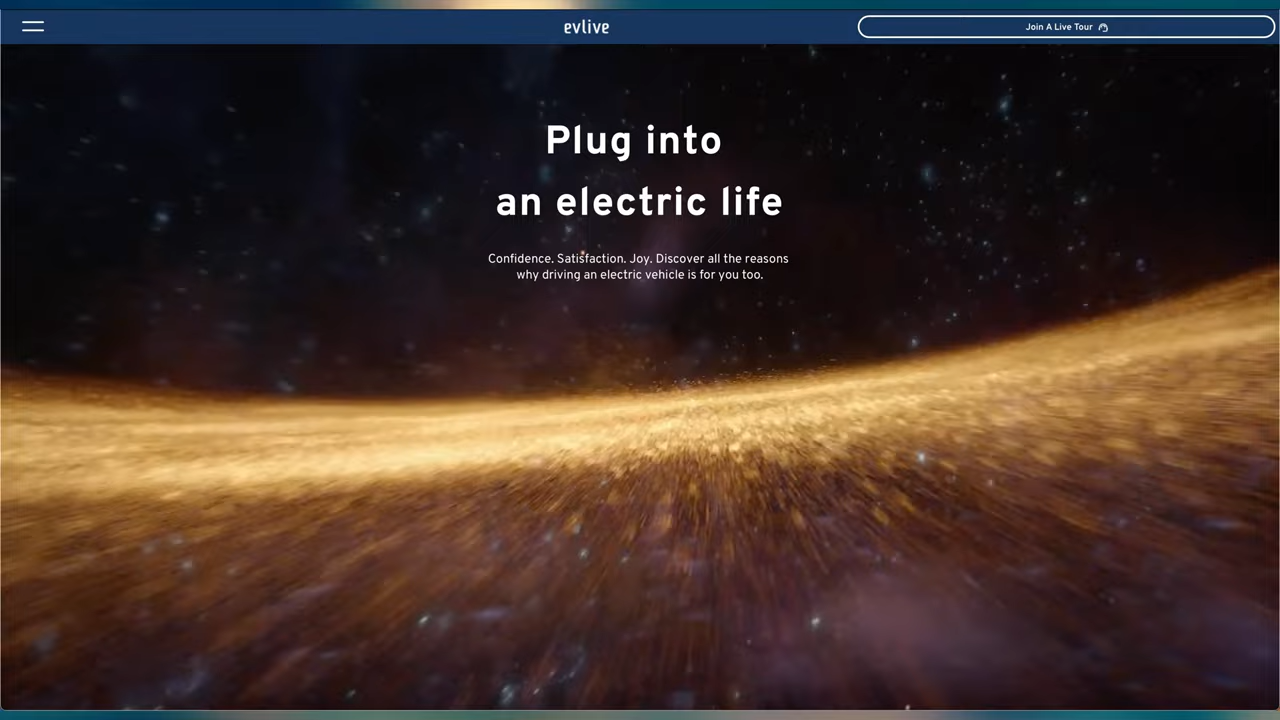 evlive
Join A Live Tour
Plug into
an electric life
Confidence. Satisfaction. Joy. Discover all the reasons
why driving an electric vehicle is for you too.